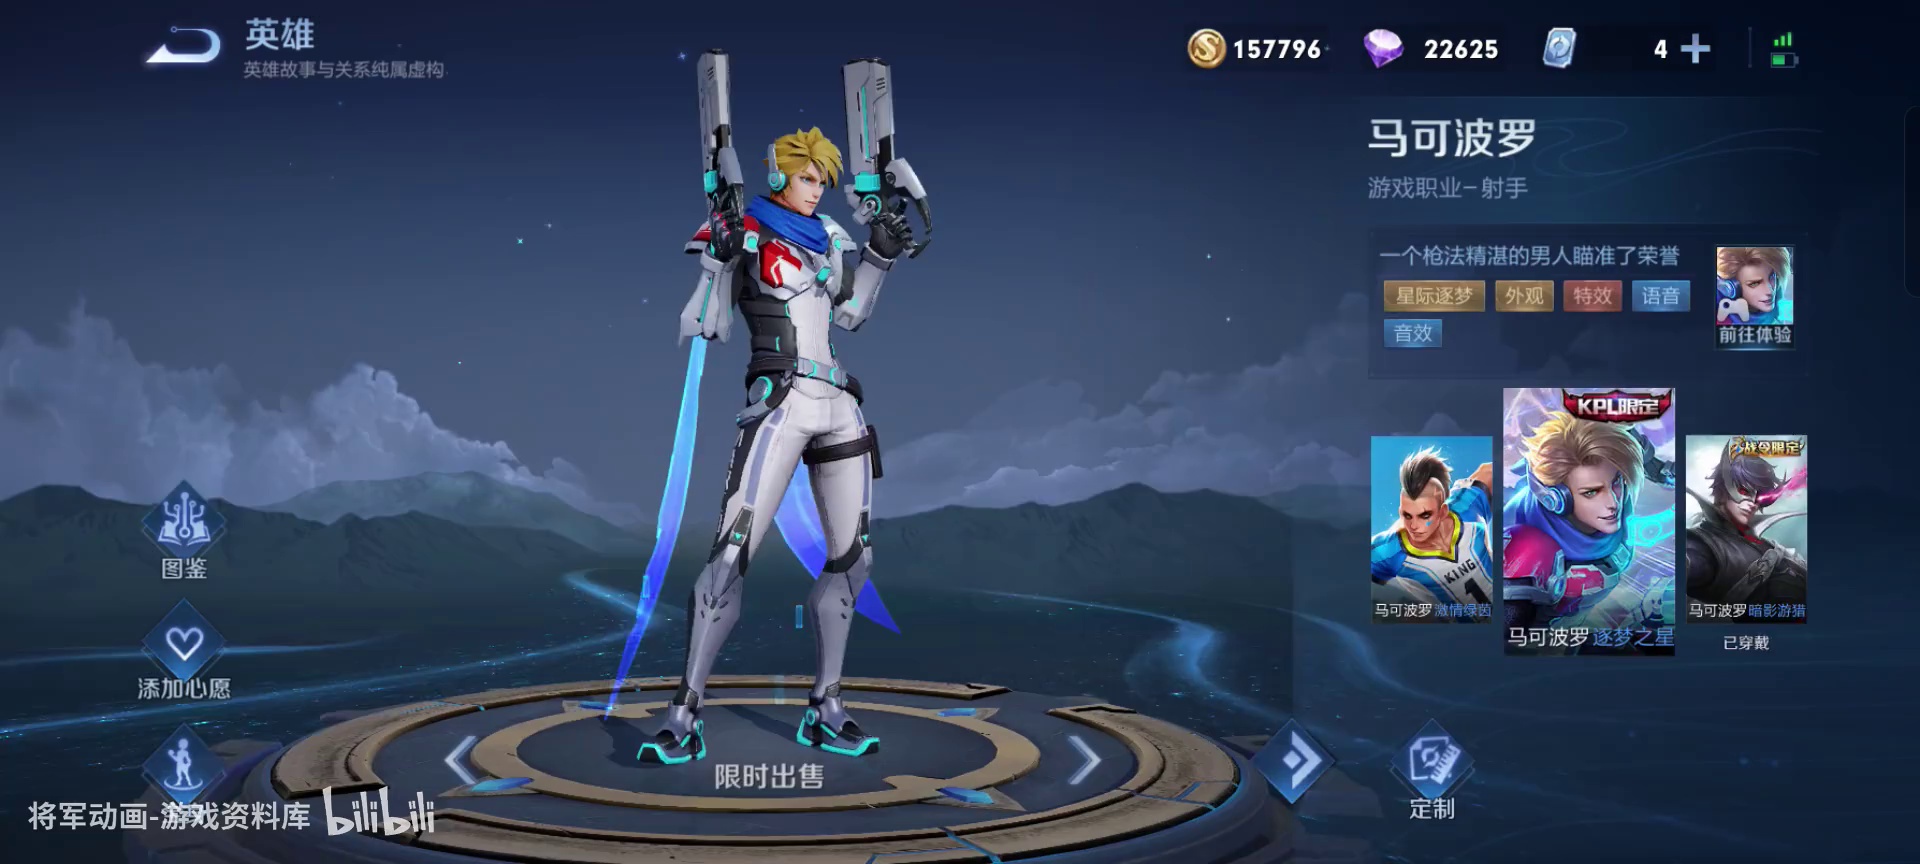 英雄
英雄故事与关系纯属虚构
157796
22625
4
马可波罗
游戏职业-射手
一个枪法精湛的男人瞄准了荣誉
星际逐梦 外观 特效 语音
音效
前往体验
KPL限定
战令限定
KING
1
马可波罗 激情绿茵
马可波罗 逐梦之星
马可波罗 暗影游猎
已穿戴
图鉴
添加心愿
限时出售
定制
将军动画-游戏资料库 bilibili